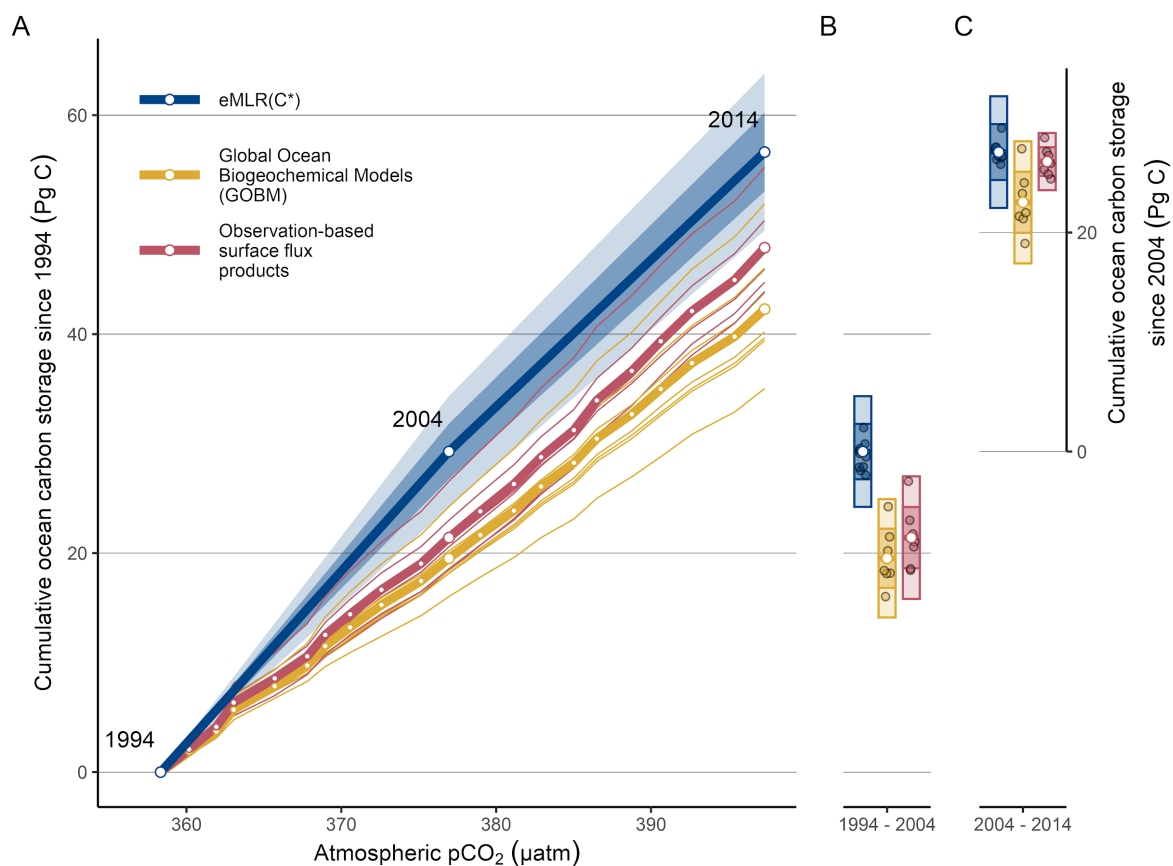 A
B
C
Cumulative ocean carbon storage since 1994 (Pg C)
60
40
20
0
eMLR(C*)
Global Ocean
Biogeochemical Models
(GOBM)
Observation-based
surface flux
products
1994
2004
2014
360
370
380
390
Atmospheric pCO₂ (µatm)
1994 - 2004
2004 - 2014
20
0
Cumulative ocean carbon storage
since 2004 (Pg C)